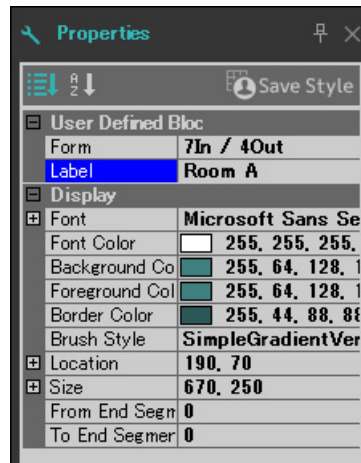 Properties
Save Style
User Defined Bloc
Form 7In / 4Out
Label Room A
Display
Font Microsoft Sans Se
Font Color 255, 255, 255,
Background Co 255, 64, 128, 1
Foreground Col 255, 64, 128, 1
Border Color 255, 44, 88, 88
Brush Style SimpleGradientVer
Location 190, 70
Size 670, 250
From End Segm 0
To End Segmer 0